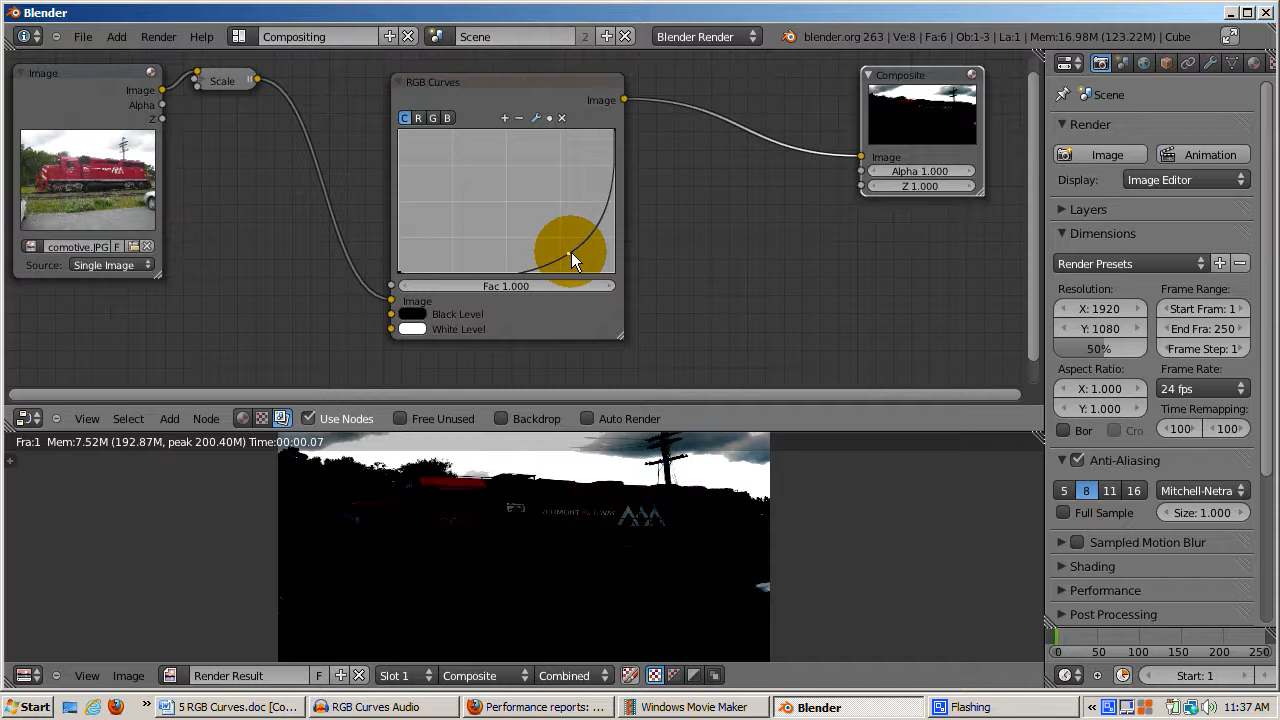 Blender
File Add Render Help Compositing Scene 2 Blender Render blender.org 263 | Ve:8 | Fa:6 | Ob:1-3 | La:1 | Mem:16.98M (123.22M) | Cube
Image
Image
Alpha
Z
comotive.JPG F
Source: Single Image
Scale
RGB Curves
Image
C R G B
Fac 1.000
Image
Black Level
White Level
Composite
Image
Alpha 1.000
Z 1.000
Scene
Render
Image Animation
Display: Image Editor
Layers
Dimensions
Render Presets
Resolution: Frame Range:
X: 1920 Start Fram: 1
Y: 1080 End Fra: 250
50% Frame Step: 1
Aspect Ratio: Frame Rate:
X: 1.000 24 fps
Y: 1.000 Time Remapping:
Bor Cro 100 100
Anti-Aliasing
5 8 11 16 Mitchell-Netra
Full Sample Size: 1.000
Sampled Motion Blur
Shading
Performance
Post Processing
View Select Add Node Use Nodes Free Unused Backdrop Auto Render
Fra:1 Mem:7.52M (192.87M, peak 200.40M) Time:00:00.07
VERMONT RAILWAY
View Image Render Result F Slot 1 Composite Combined
0 50 100 150 200 250
Start: 1
Start 5 RGB Curves.doc [Co... RGB Curves Audio Performance reports: ... Windows Movie Maker Blender Flashing 11:37 AM